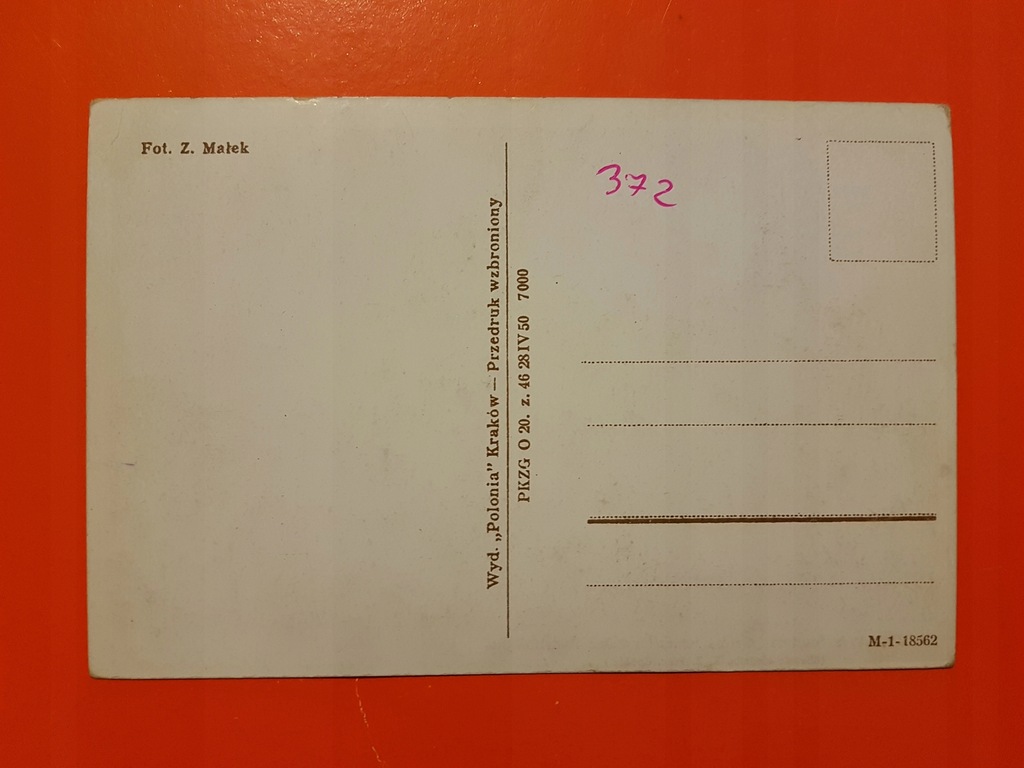 Fot. Z. Małek
Wyd. „Polonia” Kraków — Przedruk wzbroniony
PKZG O 20. z. 46 28 IV 50 7000
372
M-1-18562